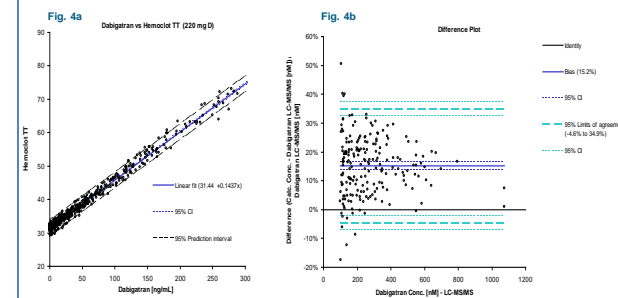 Fig. 4a
Dabigatran vs Hemoclot TT (220 mg D)
Hemoclot TT
90
80
70
60
50
40
30
20
0
50
100
150
200
250
300
Dabigatran [ng/mL]
Linear fit (31.44 +0.1437x)
95% CI
95% Prediction interval
Fig. 4b
Difference Plot
Difference (Calc. Conc. - Dabigatran LC-MS/MS [nM]) \
Dabigatran LC-MS/MS [nM]
60%
50%
40%
30%
20%
10%
0%
-10%
-20%
0
200
400
600
800
1000
1200
Dabigatran Conc. [nM] - LC-MS/MS
Identity
Bias (15.2%)
95% CI
95% Limits of agreem
(-4.6% to 34.9%)
95% CI